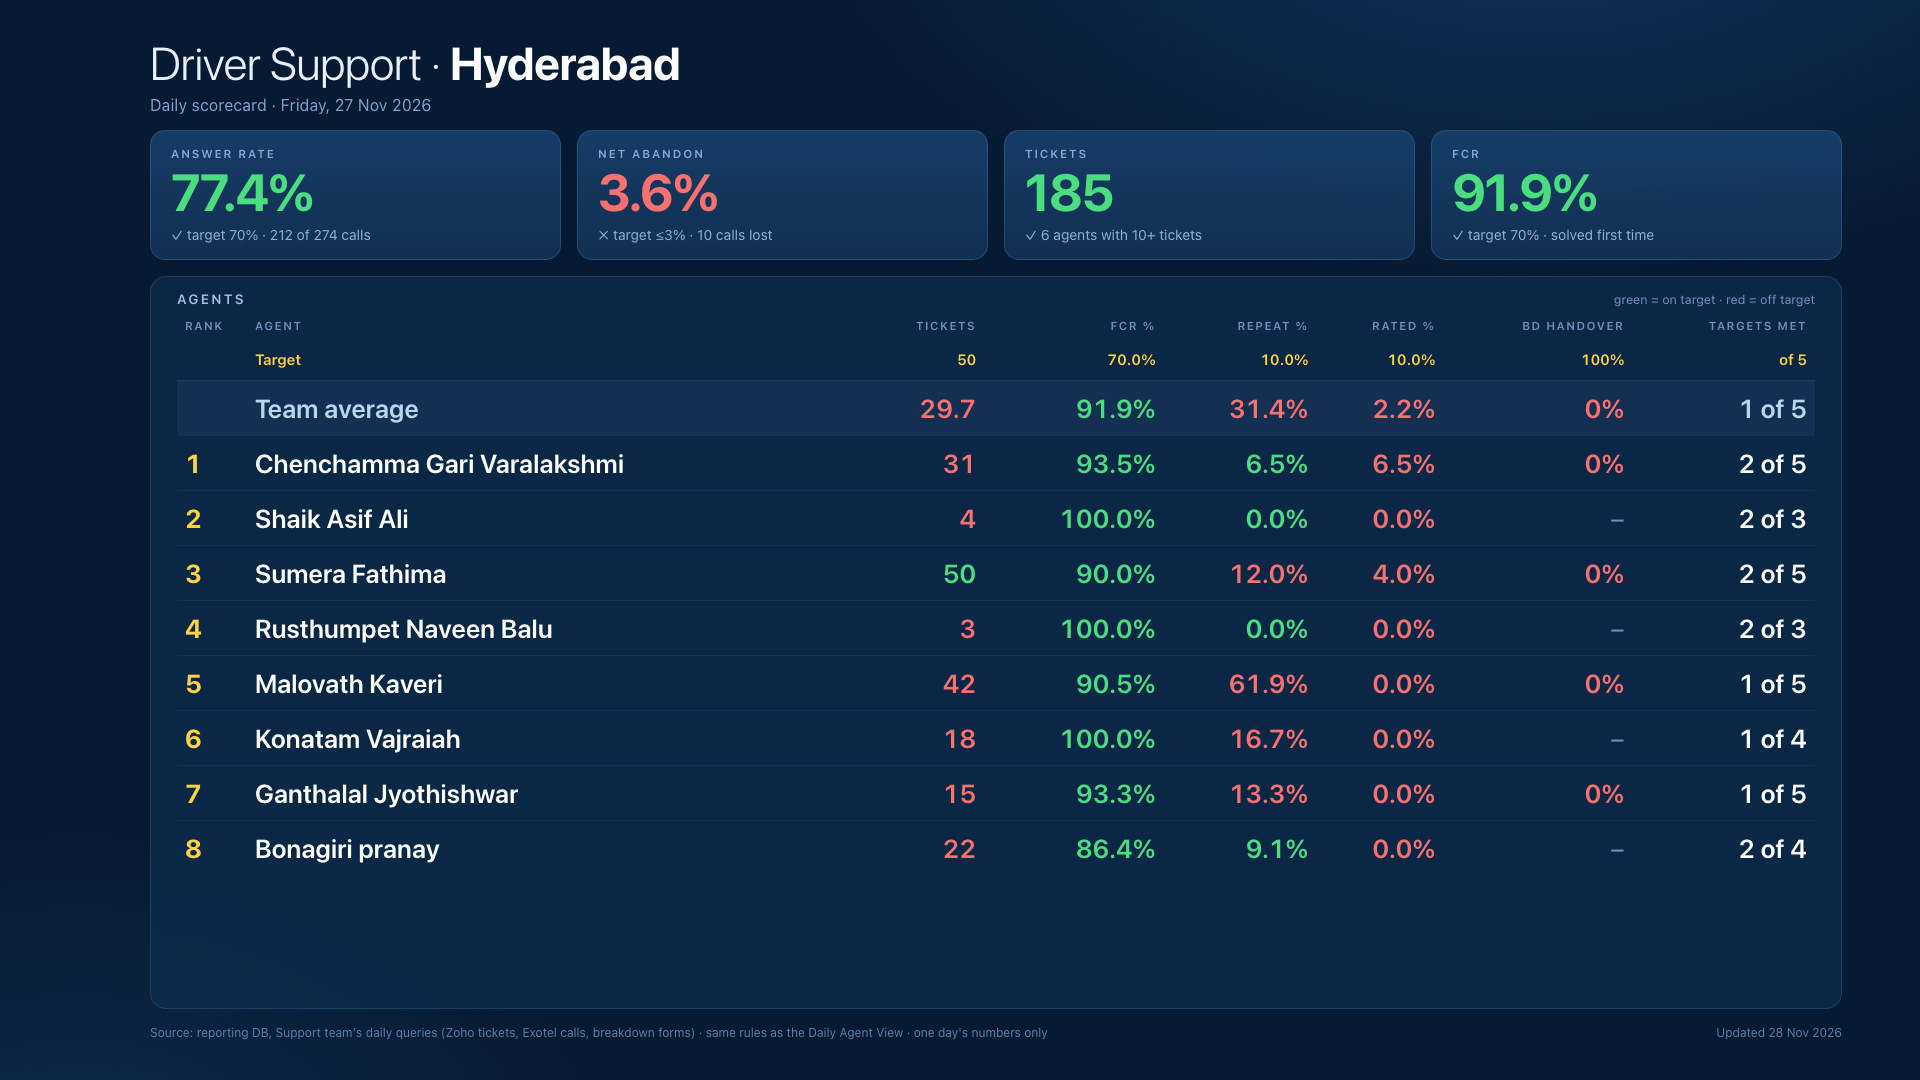 Driver Support · Hyderabad
Daily scorecard · Friday, 27 Nov 2026
ANSWER RATE
77.4%
✓ target 70% · 212 of 274 calls
NET ABANDON
3.6%
✕ target ≤3% · 10 calls lost
TICKETS
185
✓ 6 agents with 10+ tickets
FCR
91.9%
✓ target 70% · solved first time
AGENTS
green = on target · red = off target
RANK AGENT TICKETS FCR % REPEAT % RATED % BD HANDOVER TARGETS MET
Target 50 70.0% 10.0% 10.0% 100% of 5
Team average 29.7 91.9% 31.4% 2.2% 0% 1 of 5
1 Chenchamma Gari Varalakshmi 31 93.5% 6.5% 6.5% 0% 2 of 5
2 Shaik Asif Ali 4 100.0% 0.0% 0.0% – 2 of 3
3 Sumera Fathima 50 90.0% 12.0% 4.0% 0% 2 of 5
4 Rusthumpet Naveen Balu 3 100.0% 0.0% 0.0% – 2 of 3
5 Malovath Kaveri 42 90.5% 61.9% 0.0% 0% 1 of 5
6 Konatam Vajraiah 18 100.0% 16.7% 0.0% – 1 of 4
7 Ganthalal Jyothishwar 15 93.3% 13.3% 0.0% 0% 1 of 5
8 Bonagiri pranay 22 86.4% 9.1% 0.0% – 2 of 4
Source: reporting DB, Support team's daily queries (Zoho tickets, Exotel calls, breakdown forms) · same rules as the Daily Agent View · one day's numbers only
Updated 28 Nov 2026